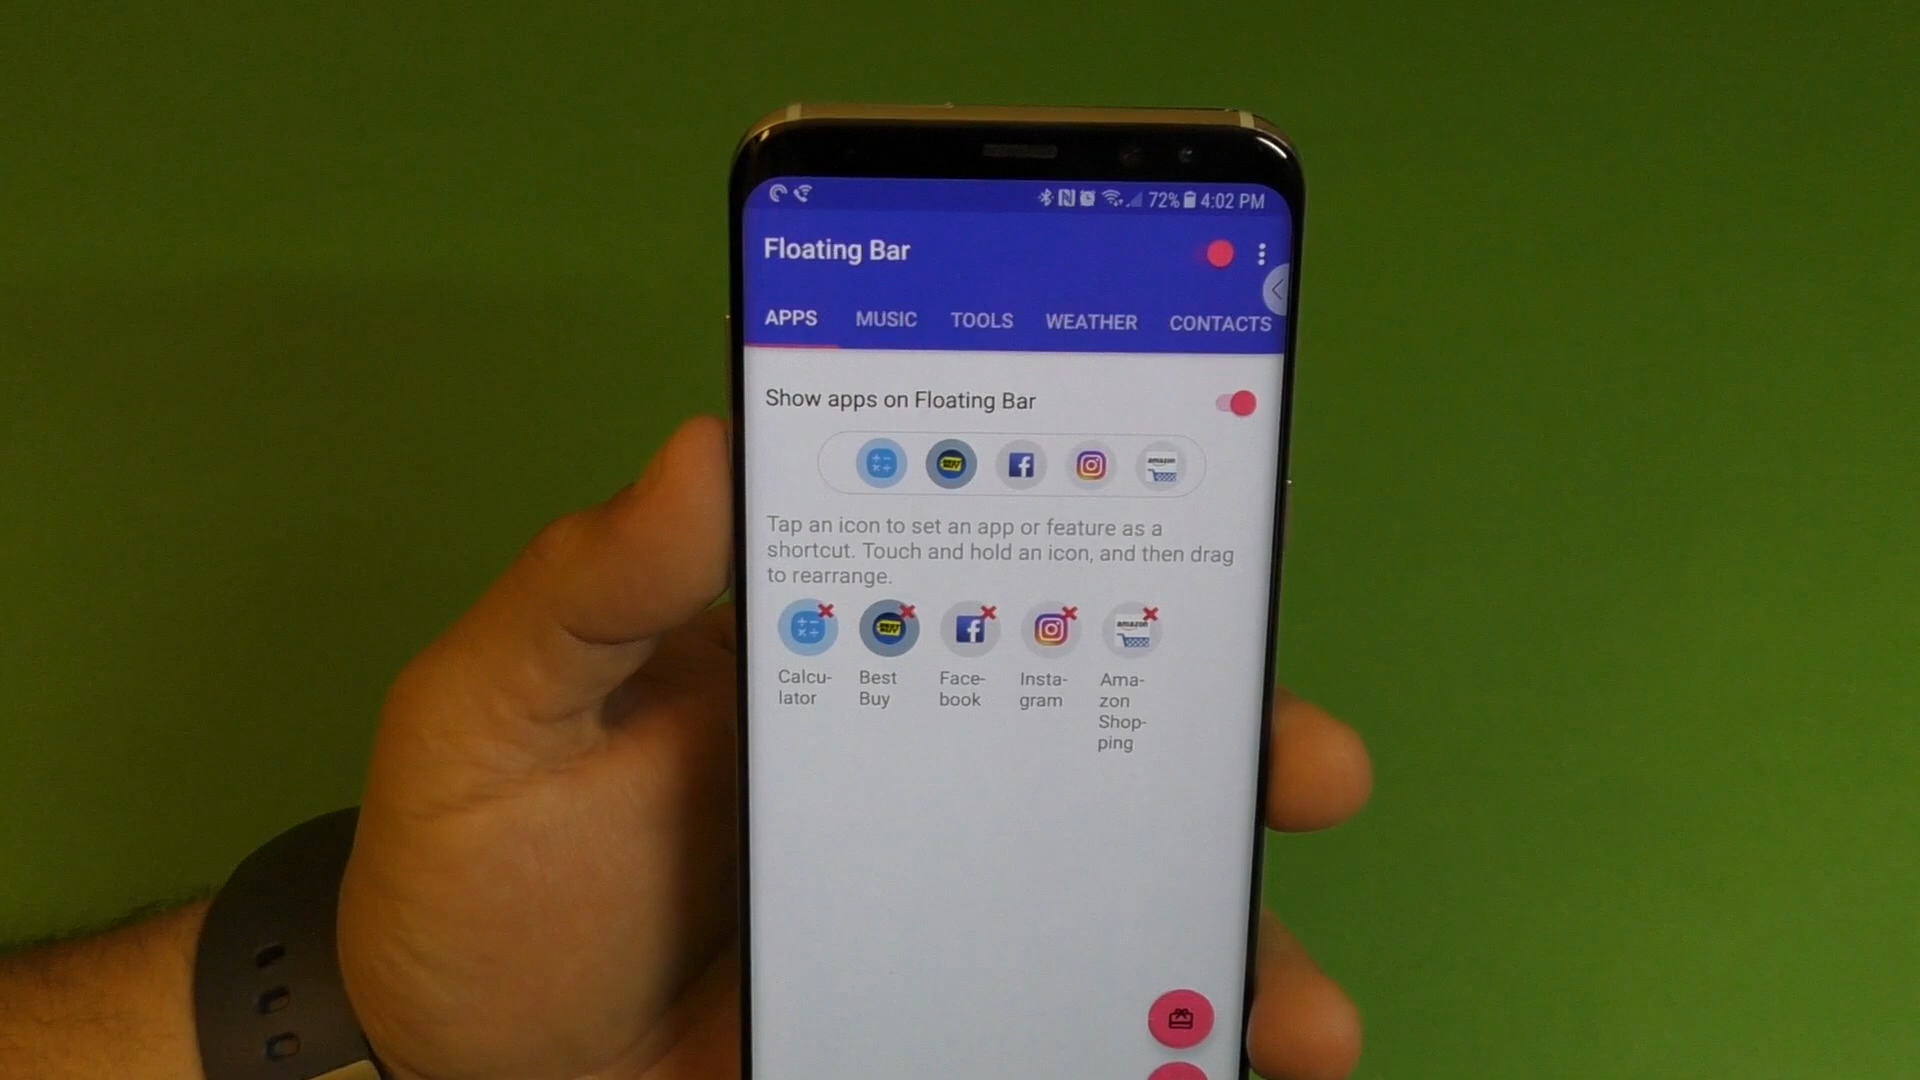 72% 4:02 PM
Floating Bar
APPS MUSIC TOOLS WEATHER CONTACTS
Show apps on Floating Bar
amazon
Tap an icon to set an app or feature as a
shortcut. Touch and hold an icon, and then drag
to rearrange.
amazon
Calcu- Best Face- Insta- Ama-
lator Buy book gram zon
Shop-
ping